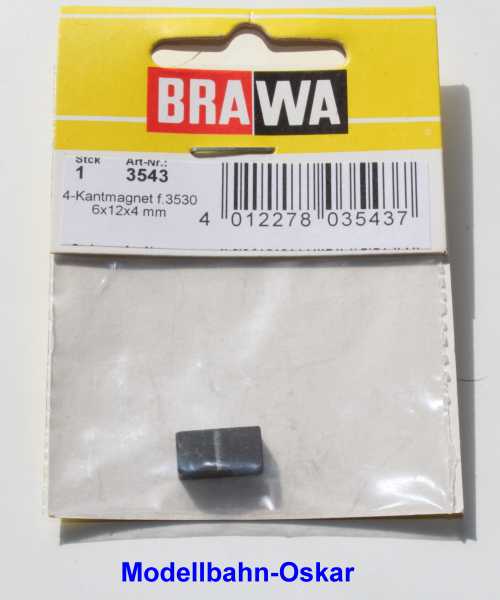 BRAWA
Stck Art-Nr.:
1 3543
4-Kantmagnet f.3530
6x12x4 mm
4 012278 035437
Modellbahn-Oskar